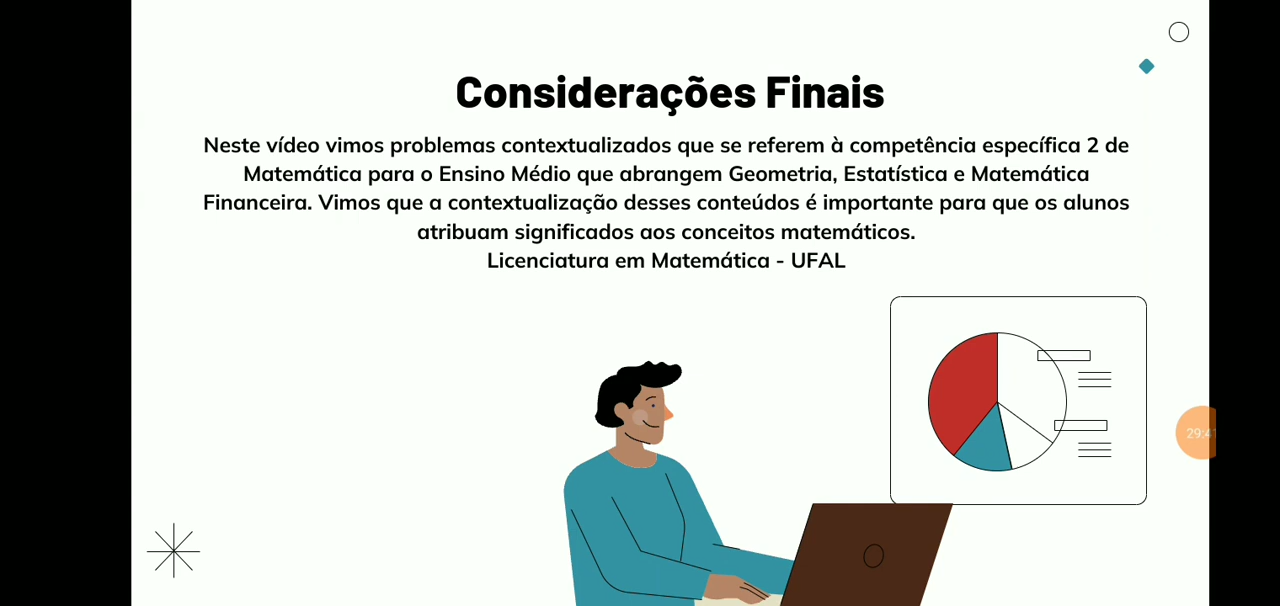 Considerações Finais
Neste vídeo vimos problemas contextualizados que se referem à competência específica 2 de
Matemática para o Ensino Médio que abrangem Geometria, Estatística e Matemática
Financeira. Vimos que a contextualização desses conteúdos é importante para que os alunos
atribuam significados aos conceitos matemáticos.
Licenciatura em Matemática - UFAL